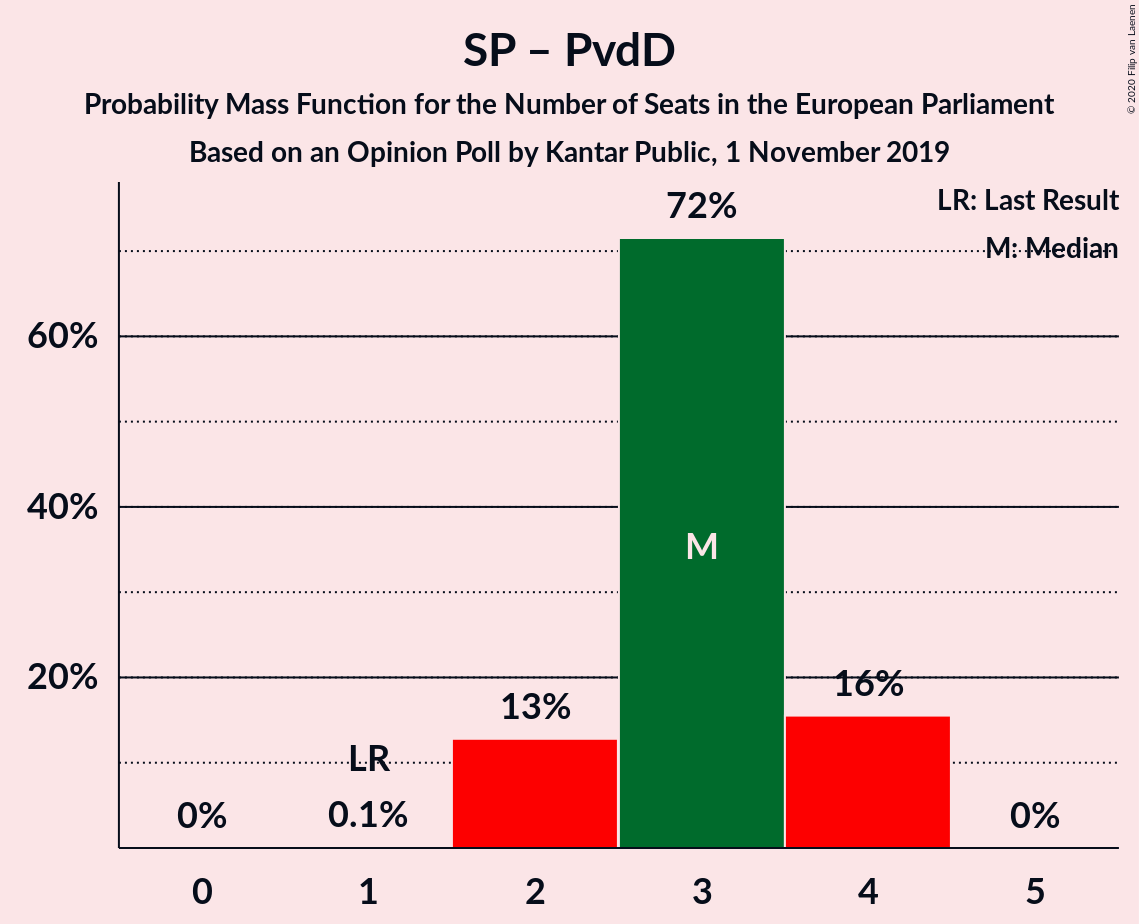 SP – PvdD
Probability Mass Function for the Number of Seats in the European Parliament
Based on an Opinion Poll by Kantar Public, 1 November 2019
© 2020 Filip van Laenen
LR: Last Result
M: Median
72%
60%
40%
M
20%
16%
13%
LR
0%
0.1%
0%
0 1 2 3 4 5